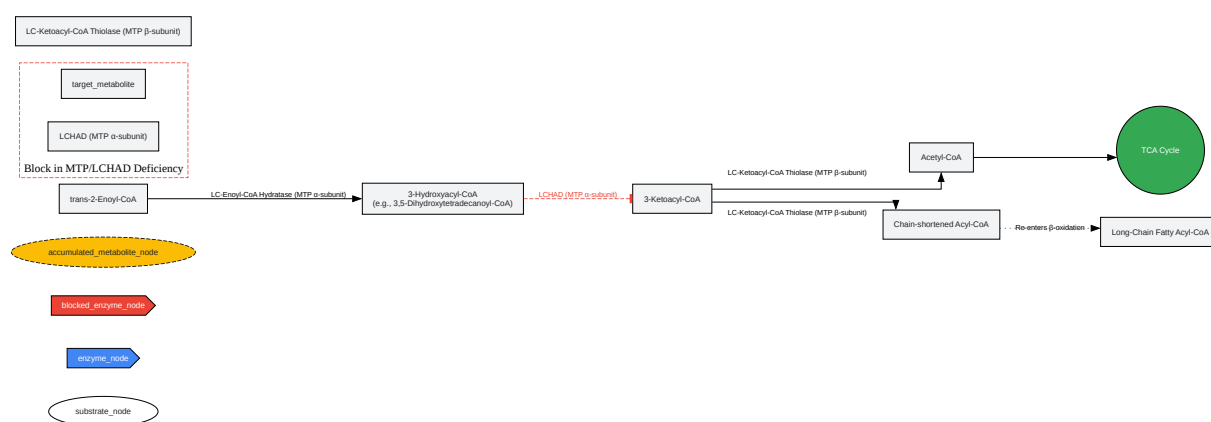 LC-Ketoacyl-CoA Thiolase (MTP β-subunit)
target_metabolite
LCHAD (MTP α-subunit)
Block in MTP/LCHAD Deficiency
trans-2-Enoyl-CoA
LC-Enoyl-CoA Hydratase (MTP α-subunit)
3-Hydroxyacyl-CoA
(e.g., 3,5-Dihydroxytetradecanoyl-CoA)
LCHAD (MTP α-subunit)
3-Ketoacyl-CoA
LC-Ketoacyl-CoA Thiolase (MTP β-subunit)
LC-Ketoacyl-CoA Thiolase (MTP β-subunit)
Acetyl-CoA
TCA Cycle
Chain-shortened Acyl-CoA
Re-enters β-oxidation
Long-Chain Fatty Acyl-CoA
accumulated_metabolite_node
blocked_enzyme_node
enzyme_node
substrate_node